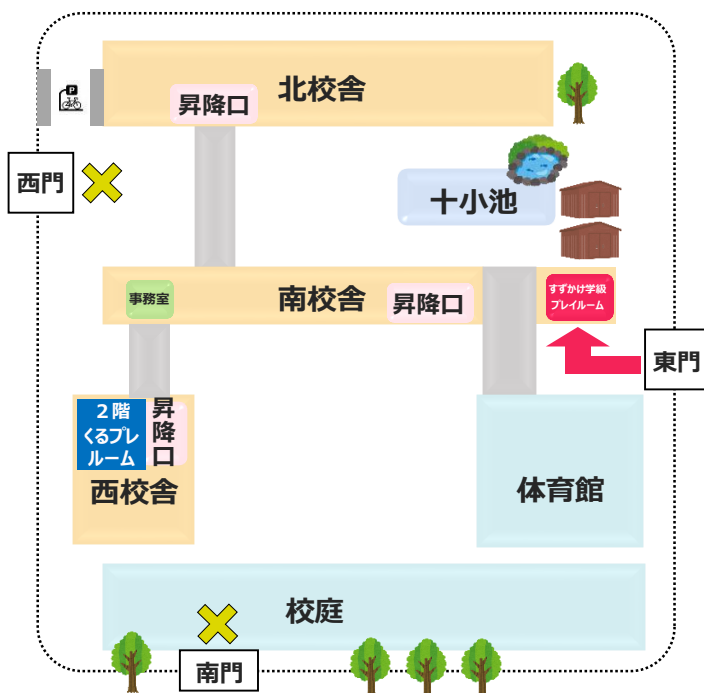 北校舎
昇降口
P
西門
十小池
事務室
南校舎
昇降口
すずかけ学級
プレイルーム
東門
２階
くるプレ
ルーム
昇降口
西校舎
体育館
校庭
南門